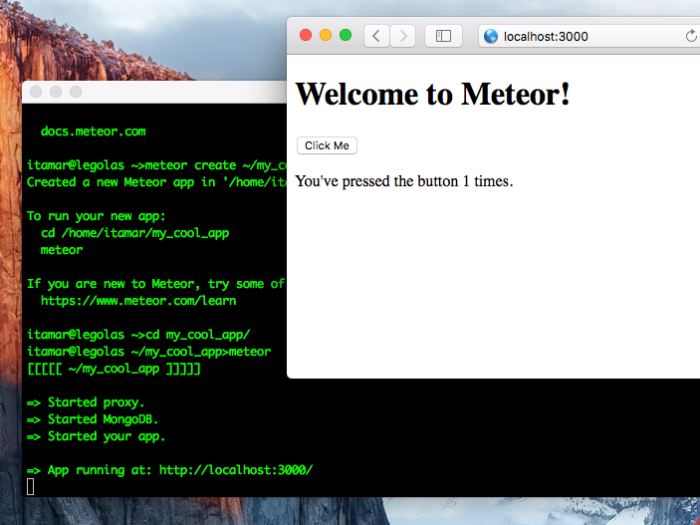 localhost:3000
Welcome to Meteor!
Click Me
You've pressed the button 1 times.
docs.meteor.com
itamar@legolas ~>meteor create ~/my_c
Created a new Meteor app in '/home/it
To run your new app:
cd /home/itamar/my_cool_app
meteor
If you are new to Meteor, try some of
https://www.meteor.com/learn
itamar@legolas ~>cd my_cool_app/
itamar@legolas ~/my_cool_app>meteor
[[[[[ ~/my_cool_app ]]]]]
=> Started proxy.
=> Started MongoDB.
=> Started your app.
=> App running at: http://localhost:3000/